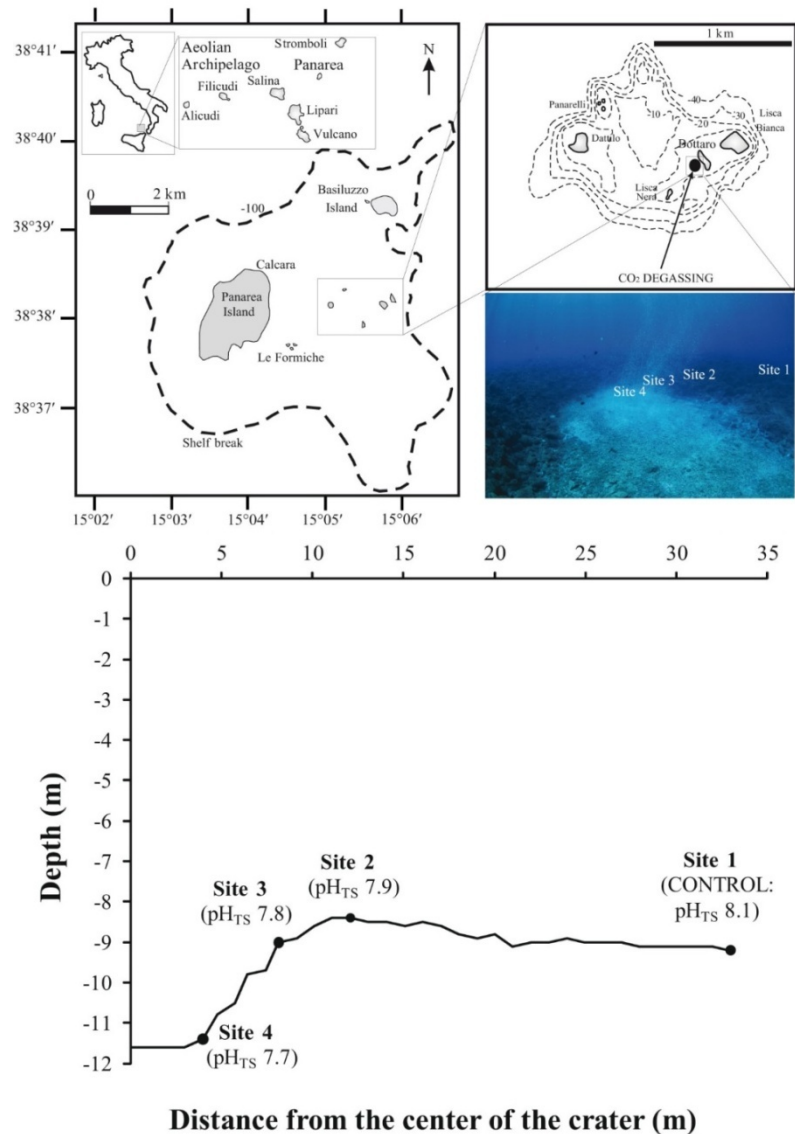 38°41′
38°40′
38°39′
38°38′
38°37′
15°02′ 15°03′ 15°04′ 15°05′ 15°06′
Aeolian
Archipelago
Stromboli
Panarea
Salina
Filicudi
Alicudi
Lipari
Vulcano
N
0 2 km
-100
Basiluzzo
Island
Calcara
Panarea
Island
Le Formiche
Shelf break
1 km
Panarelli
-40
-30
-20
-10
Lisca
Bianca
Dattilo
Bottaro
Lisca
Nera
CO₂ DEGASSING
Site 1
Site 2
Site 3
Site 4
0 5 10 15 20 25 30 35
0
-1
-2
-3
-4
-5
-6
-7
-8
-9
-10
-11
-12
Depth (m)
Site 1
(CONTROL:
pHTS 8.1)
Site 2
(pHTS 7.9)
Site 3
(pHTS 7.8)
Site 4
(pHTS 7.7)
Distance from the center of the crater (m)